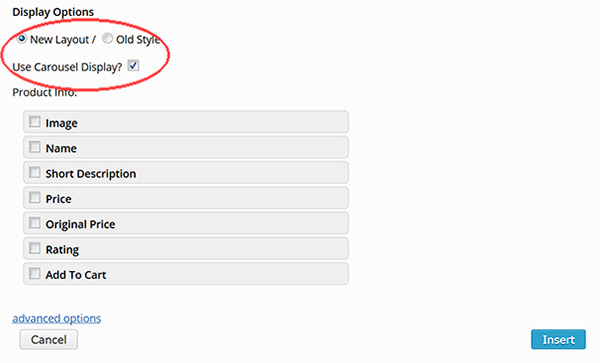 Display Options
New Layout / Old Style
Use Carousel Display?
Product Info:
Image
Name
Short Description
Price
Original Price
Rating
Add To Cart
advanced options
Cancel Insert